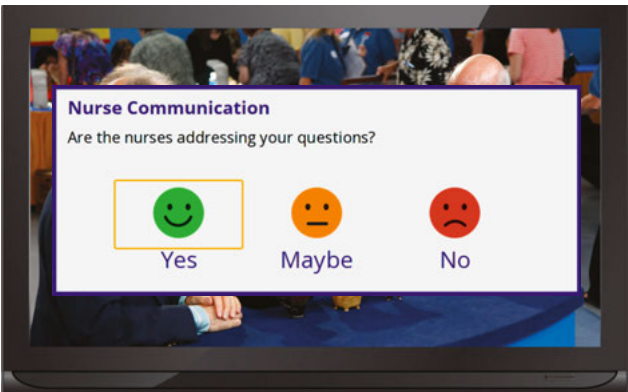 Nurse Communication
Are the nurses addressing your questions?
Yes Maybe No